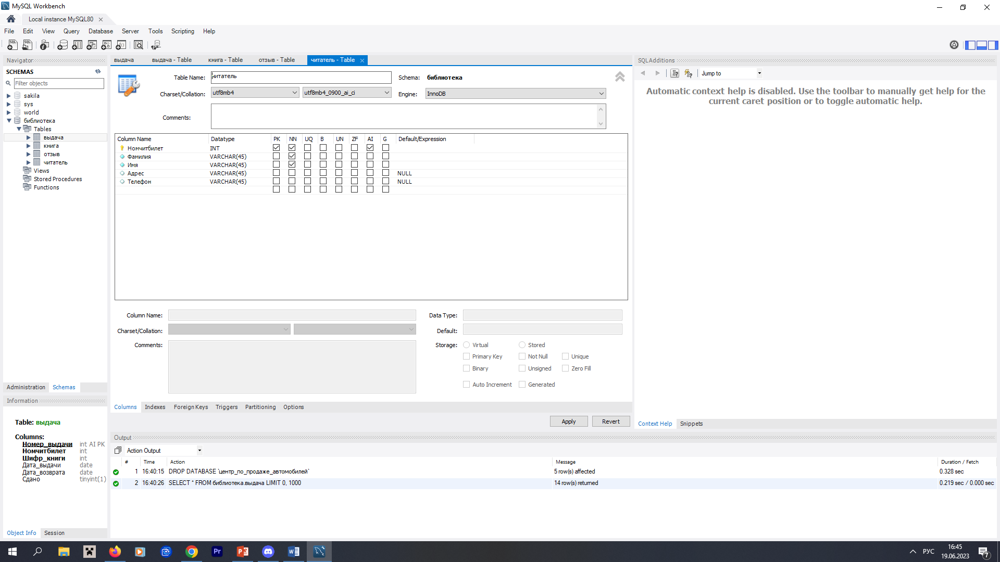 MySQL Workbench
Local instance MySQL80
File Edit View Query Database Server Tools Scripting Help
Navigator
SCHEMAS
Filter objects
sakila
sys
world
библиотека
Tables
выдача
книга
отзыв
читатель
Views
Stored Procedures
Functions
Administration Schemas
Information
Table: выдача
Columns:
Номер_выдачи int AI PK
Номчитбилет int
Шифр_книги int
Дата_выдачи date
Дата_возврата date
Сдано tinyint(1)
Object Info Session
выдача выдача - Table книга - Table отзыв - Table читатель - Table
Table Name: читатель Schema: библиотека
Charset/Collation: utf8mb4 utf8mb4_0900_ai_ci Engine: InnoDB
Comments:
Column Name Datatype PK NN UQ B UN ZF AI G Default/Expression
Номчитбилет INT
Фамилия VARCHAR(45)
Имя VARCHAR(45)
Адрес VARCHAR(45) NULL
Телефон VARCHAR(45) NULL
Column Name: Data Type:
Charset/Collation: Default:
Comments: Storage: Virtual Stored
Primary Key Not Null Unique
Binary Unsigned Zero Fill
Auto Increment Generated
Columns Indexes Foreign Keys Triggers Partitioning Options
Apply Revert
SQLAdditions
Jump to
Automatic context help is disabled. Use the toolbar to manually get help for the
current caret position or to toggle automatic help.
Context Help Snippets
Output
Action Output
# Time Action Message Duration / Fetch
1 16:40:15 DROP DATABASE `центр_по_продаже_автомобилей` 5 row(s) affected 0.328 sec
2 16:40:26 SELECT * FROM библиотека.выдача LIMIT 0, 1000 14 row(s) returned 0.219 sec / 0.000 sec
РУС
16:45
19.06.2023
7